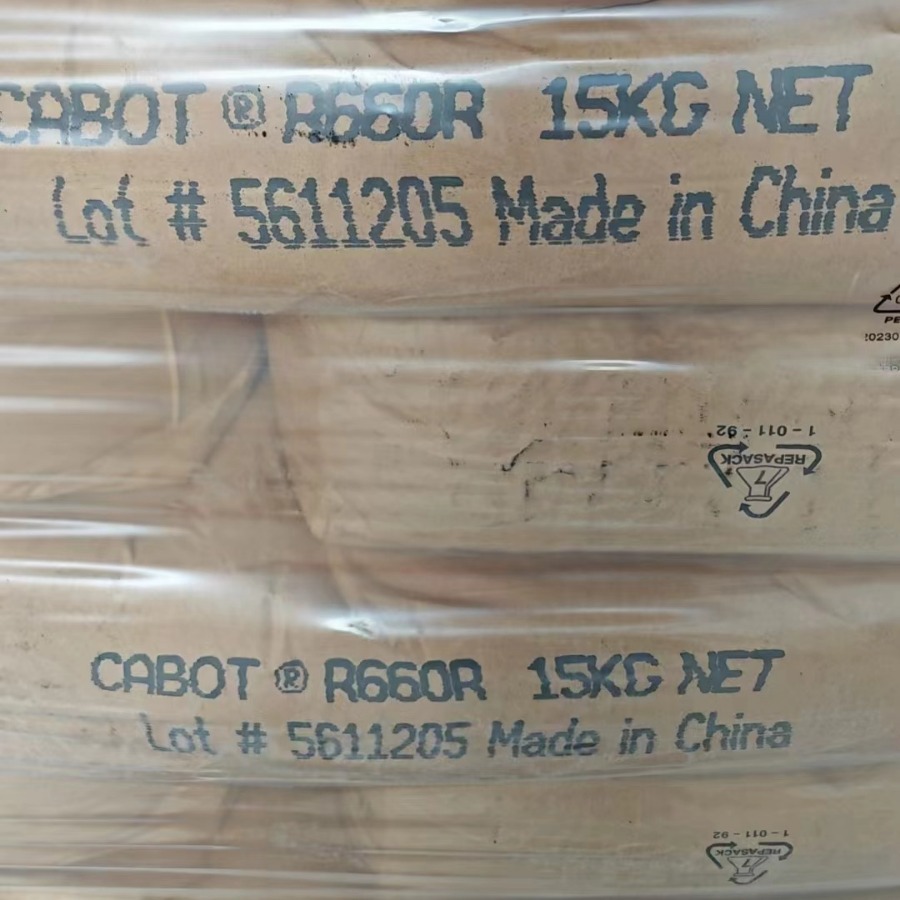 CABOT ® R660R 15KG NET
Lot # 5611205 Made in China
1-011-92
REPASACK
CABOT ® R660R 15KG NET
Lot # 5611205 Made in China
1-011-92
REPASACK